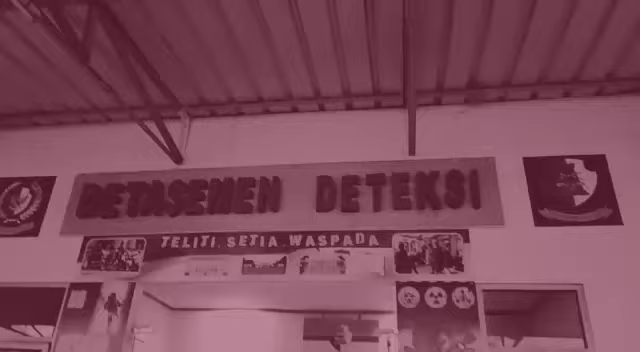 DETASEMEN DETEKSI
TELITI . SETIA . WASPADA